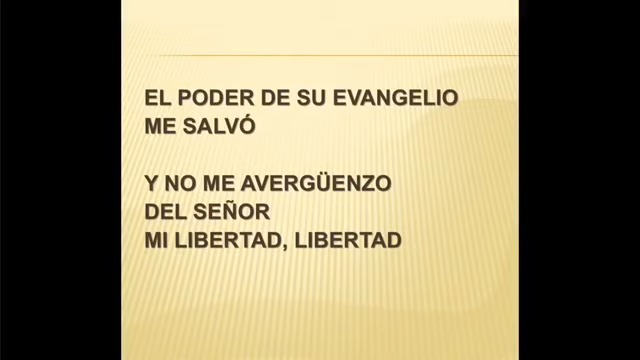 EL PODER DE SU EVANGELIO
ME SALVÓ
Y NO ME AVERGÜENZO
DEL SEÑOR
MI LIBERTAD, LIBERTAD